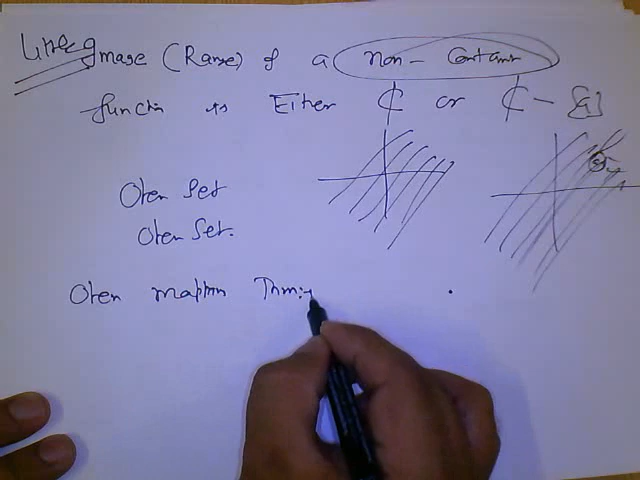 Image (Range) of a non-constant
function is Either ₵ or ₵ - {a}
Open Set
Open Set.
Open mapping Thm:-